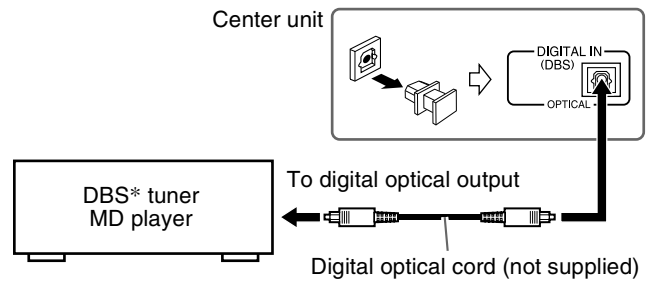 Center unit
DIGITAL IN
(DBS)
OPTICAL
To digital optical output
DBS* tuner
MD player
Digital optical cord (not supplied)